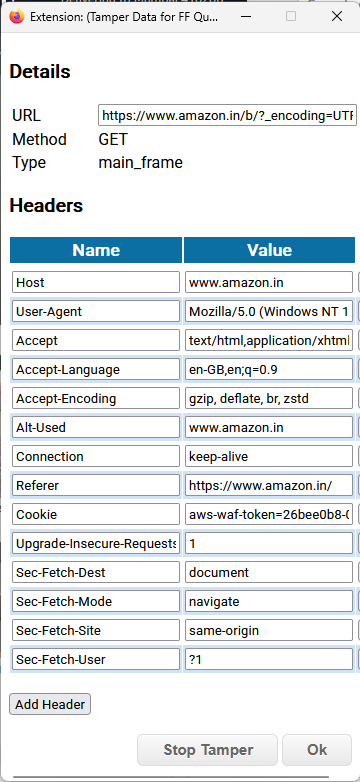 Extension: (Tamper Data for FF Qu...
Details
URL https://www.amazon.in/b/?_encoding=UTF
Method GET
Type main_frame
Headers
Name Value
Host www.amazon.in
User-Agent Mozilla/5.0 (Windows NT 1
Accept text/html,application/xhtml
Accept-Language en-GB,en;q=0.9
Accept-Encoding gzip, deflate, br, zstd
Alt-Used www.amazon.in
Connection keep-alive
Referer https://www.amazon.in/
Cookie aws-waf-token=26bee0b8-0
Upgrade-Insecure-Requests 1
Sec-Fetch-Dest document
Sec-Fetch-Mode navigate
Sec-Fetch-Site same-origin
Sec-Fetch-User ?1
Add Header
Stop Tamper Ok